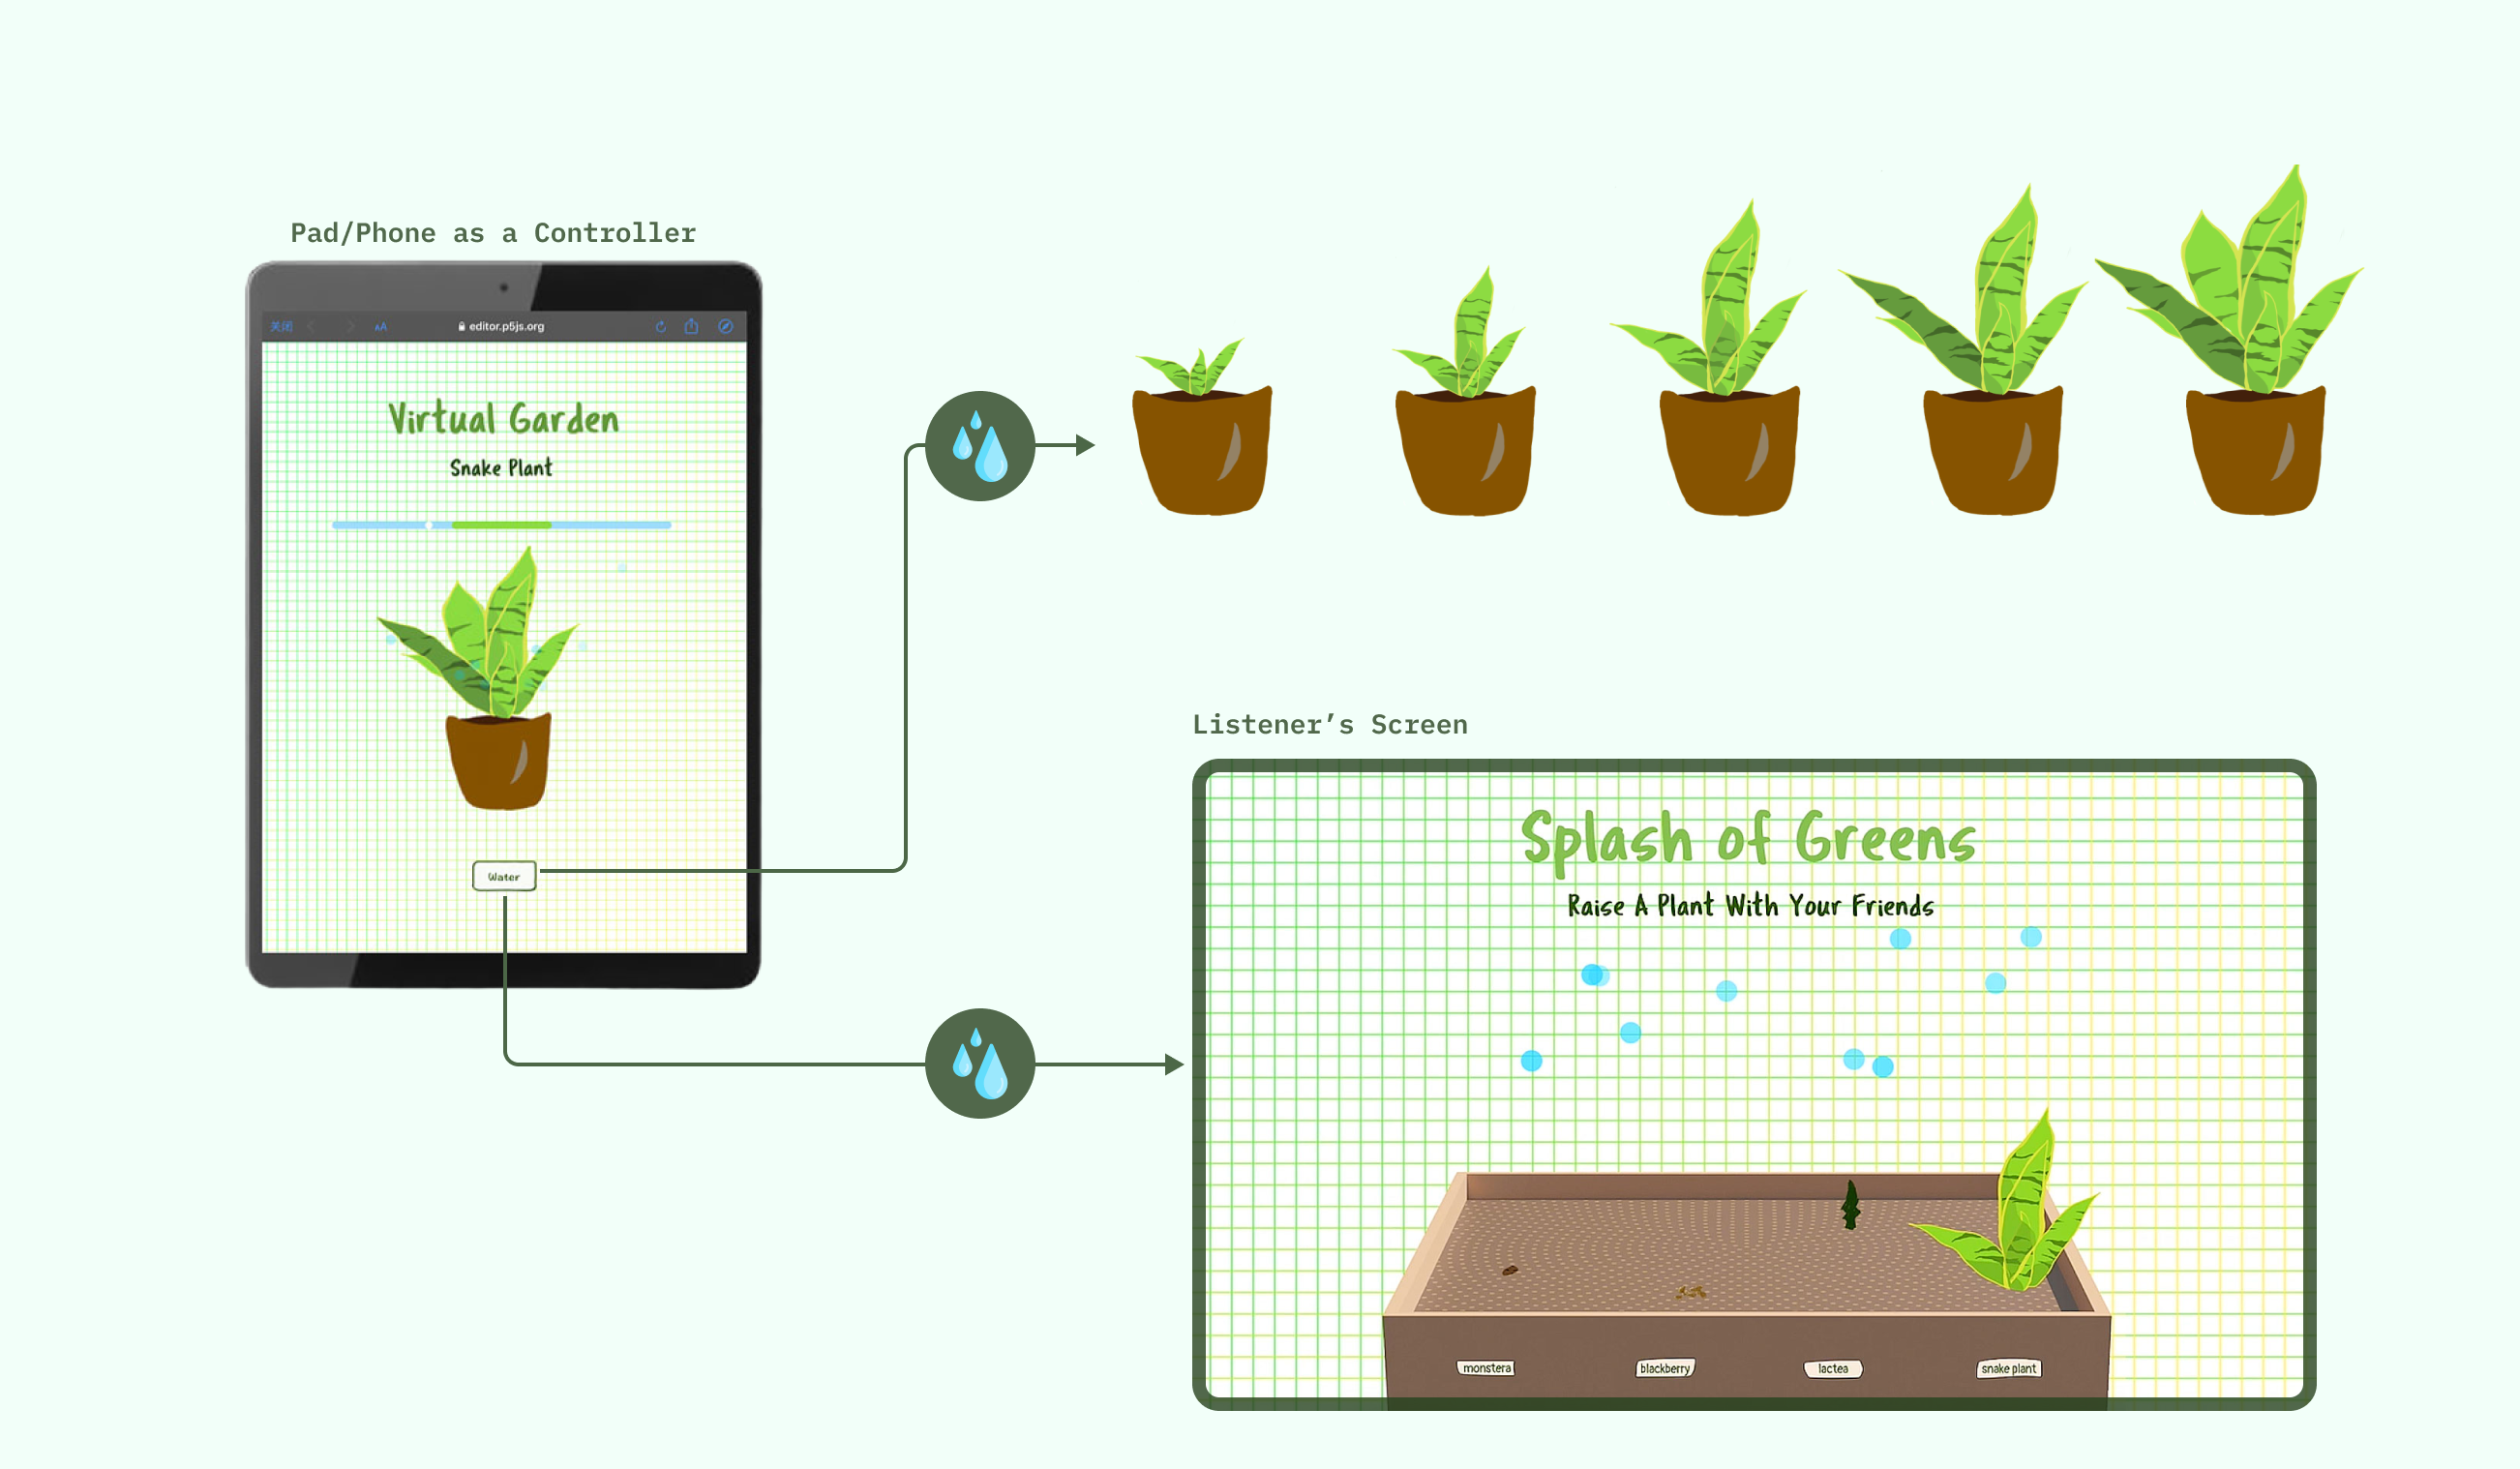 Pad/Phone as a Controller
关闭
AA
editor.p5js.org
Virtual Garden
Snake Plant
Water
Listener’s Screen
Splash of Greens
Raise A Plant With Your Friends
monstera
blackberry
lactea
snake plant